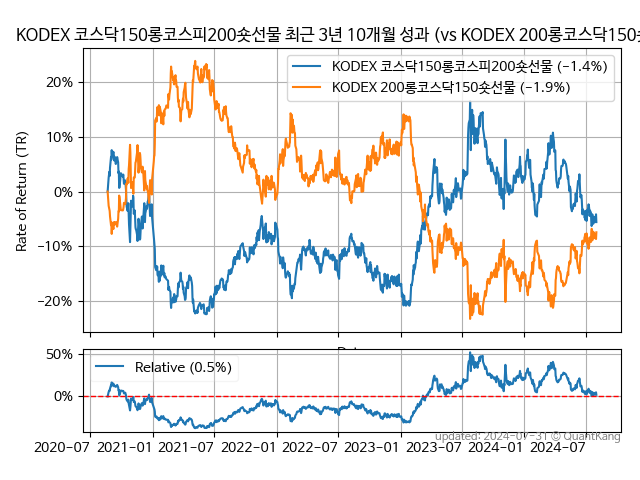 KODEX 코스닥150롱코스피200숏선물 최근 3년 10개월 성과 (vs KODEX 200롱코스닥150숏
Rate of Return (TR)
20%
10%
0%
−10%
−20%
KODEX 코스닥150롱코스피200숏선물 (−1.4%)
KODEX 200롱코스닥150숏선물 (−1.9%)
50%
0%
Relative (0.5%)
updated: 2024-07-31 © QuantKang
2020-07 2021-01 2021-07 2022-01 2022-07 2023-01 2023-07 2024-01 2024-07